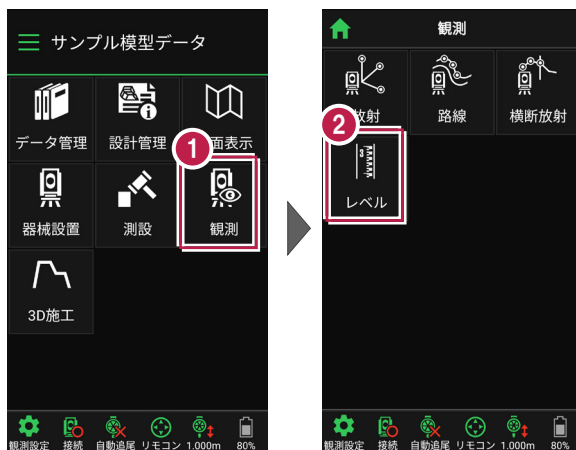 サンプル模型データ
データ管理
設計管理
面表示
1
器械設置
測設
観測
3D施工
観測設定
接続
自動追尾
リモコン
1.000m
80%
観測
放射
路線
横断放射
2
レベル
観測設定
接続
自動追尾
リモコン
1.000m
80%